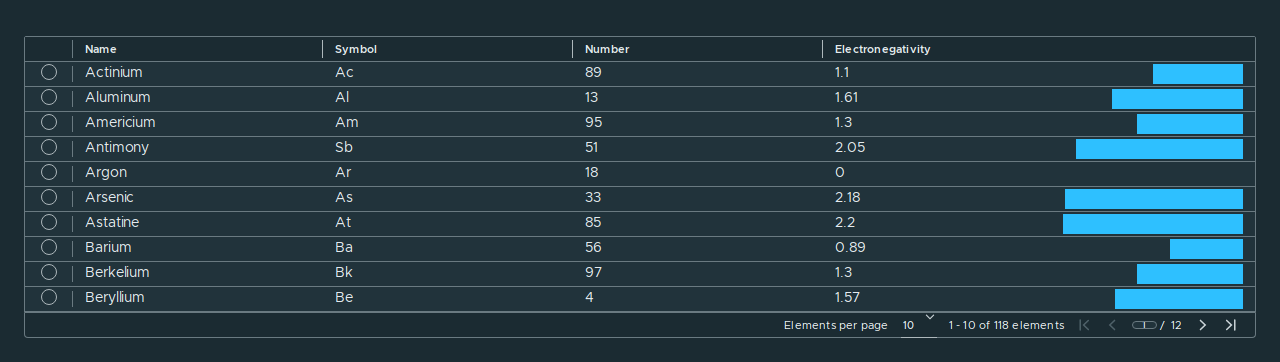 Name Symbol Number Electronegativity
Actinium Ac 89 1.1
Aluminum Al 13 1.61
Americium Am 95 1.3
Antimony Sb 51 2.05
Argon Ar 18 0
Arsenic As 33 2.18
Astatine At 85 2.2
Barium Ba 56 0.89
Berkelium Bk 97 1.3
Beryllium Be 4 1.57
Elements per page 10 1 - 10 of 118 elements 1 / 12